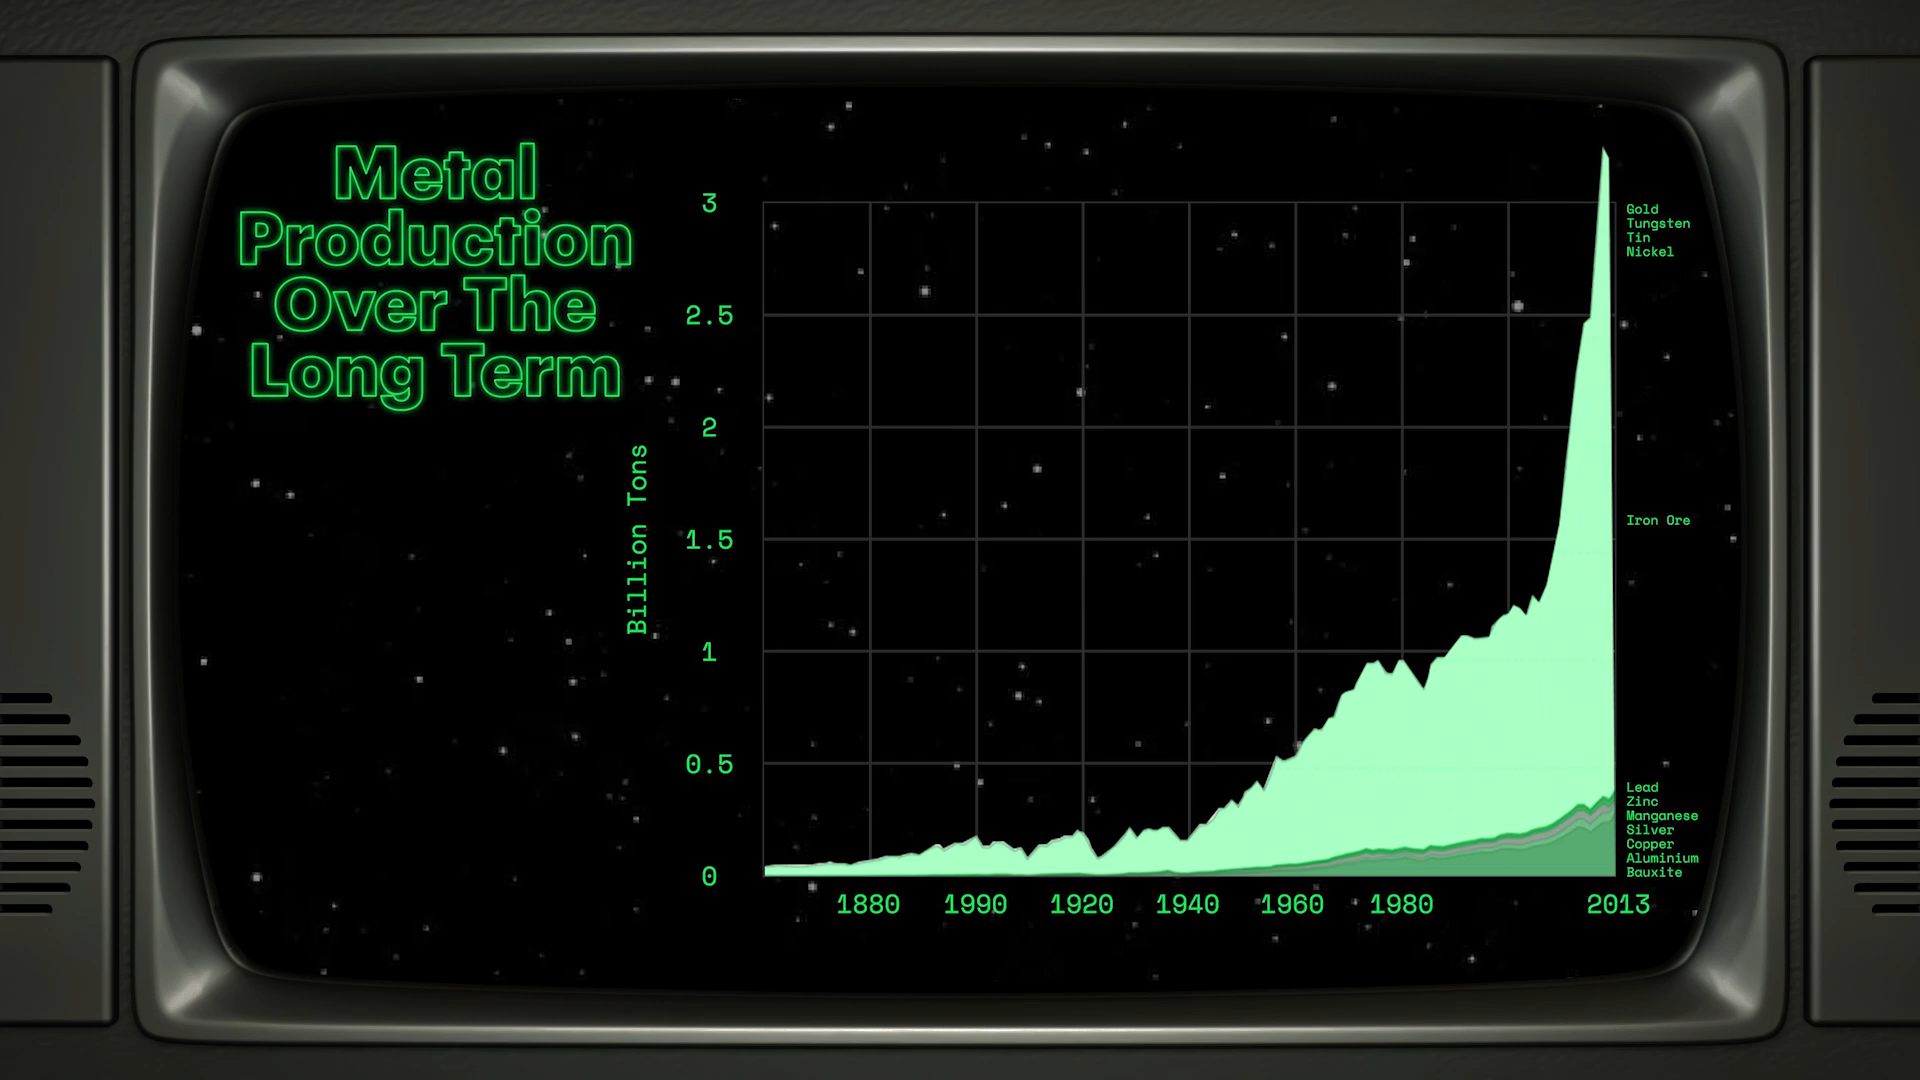 Metal
Production
Over The
Long Term
Billion Tons
3
2.5
2
1.5
1
0.5
0
1880
1990
1920
1940
1960
1980
2013
Gold
Tungsten
Tin
Nickel
Iron Ore
Lead
Zinc
Manganese
Silver
Copper
Aluminium
Bauxite